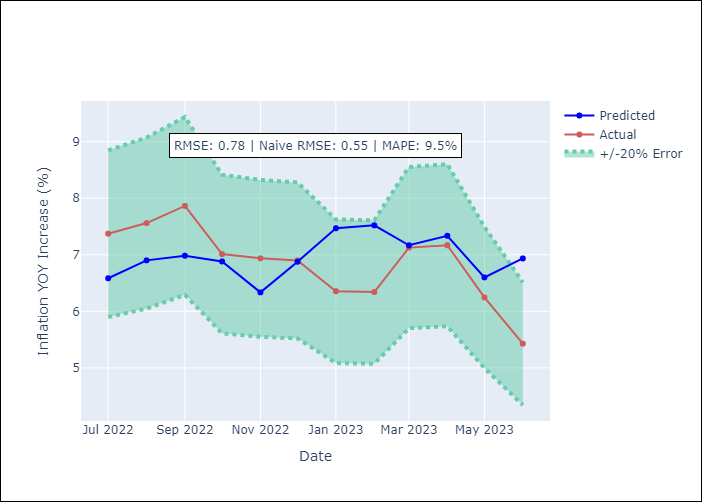 RMSE: 0.78 | Naive RMSE: 0.55 | MAPE: 9.5%
Predicted
Actual
+/-20% Error
Inflation YOY Increase (%)
9
8
7
6
5
Jul 2022
Sep 2022
Nov 2022
Jan 2023
Mar 2023
May 2023
Date